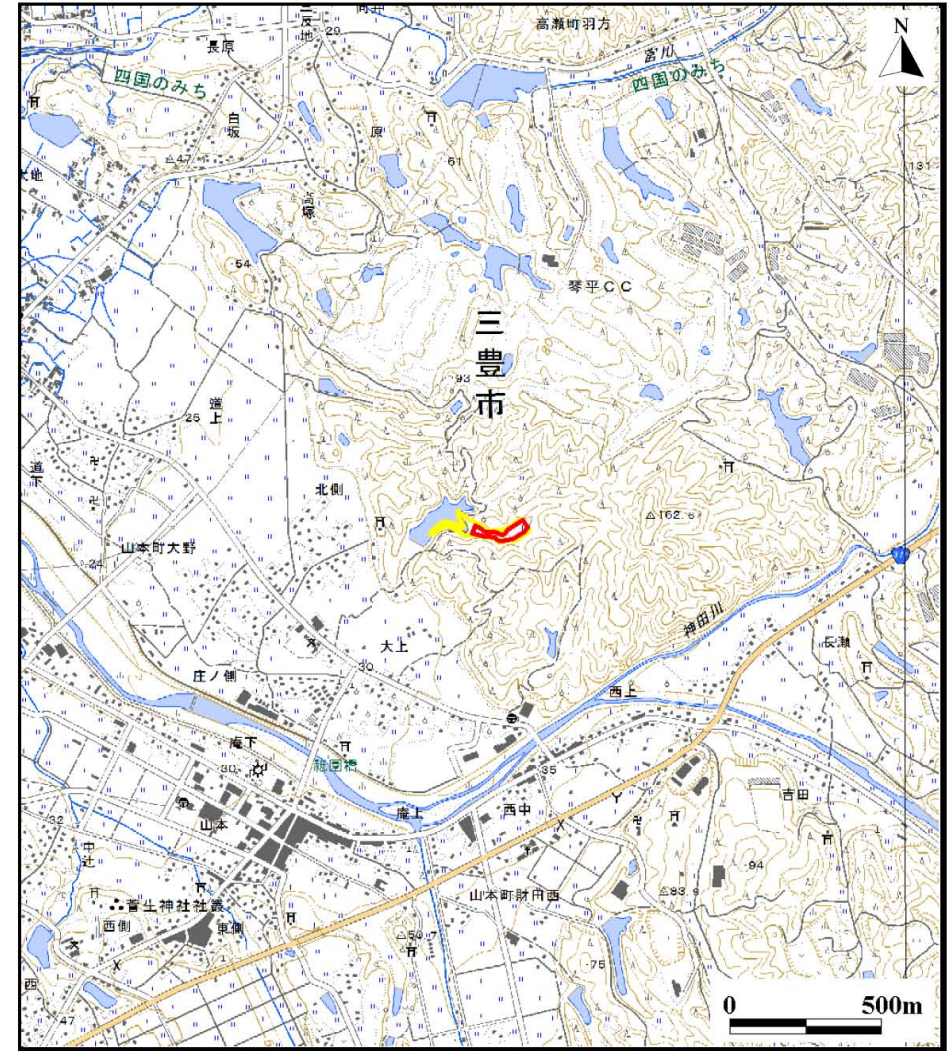 高瀬町羽方
長原
29
宮川
N
四国のみち
四国のみち
白坂
原
47
61
131
高塚
54
琴平CC
三豊市
93
道上
25
道下
北側
162.6
山本町大野
24
神田川
長瀬
大上
30
庄ノ側
西上
庵下
30
祗園橋
35
吉田
庵上
西中
山本
32
中辻
94
83.9
山本町財田西
菅生神社社叢
西側
東側
75
西
47
0 500m